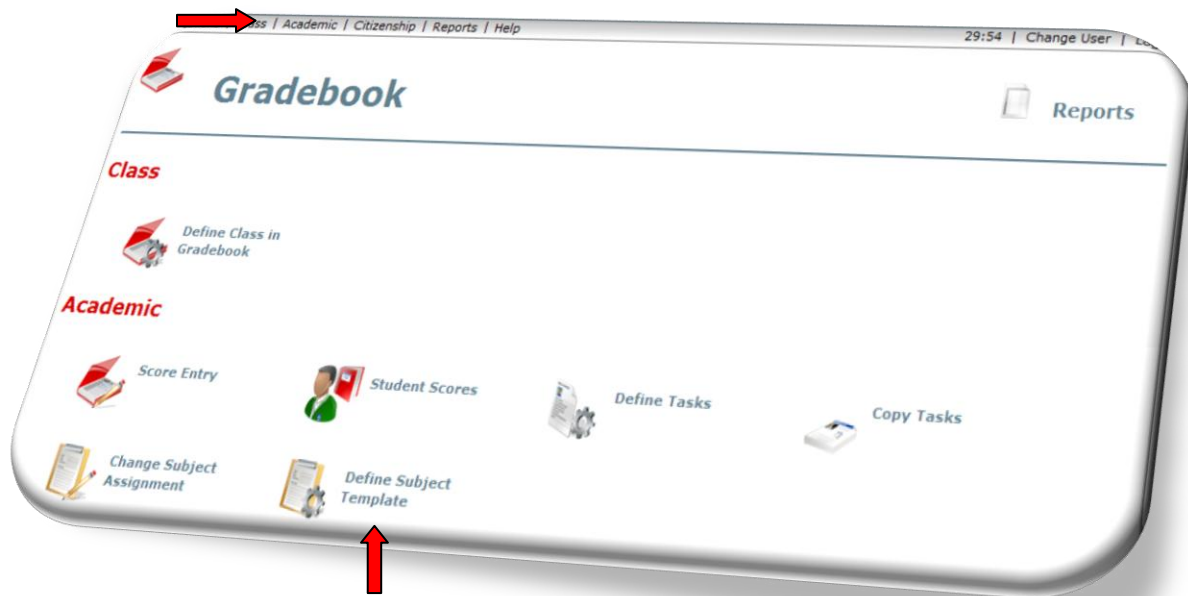 | Academic | Citizenship | Reports | Help
29:54 | Change User |
Gradebook
Reports
Class
Define Class in
Gradebook
Academic
Score Entry
Student Scores
Define Tasks
Copy Tasks
Change Subject
Assignment
Define Subject
Template